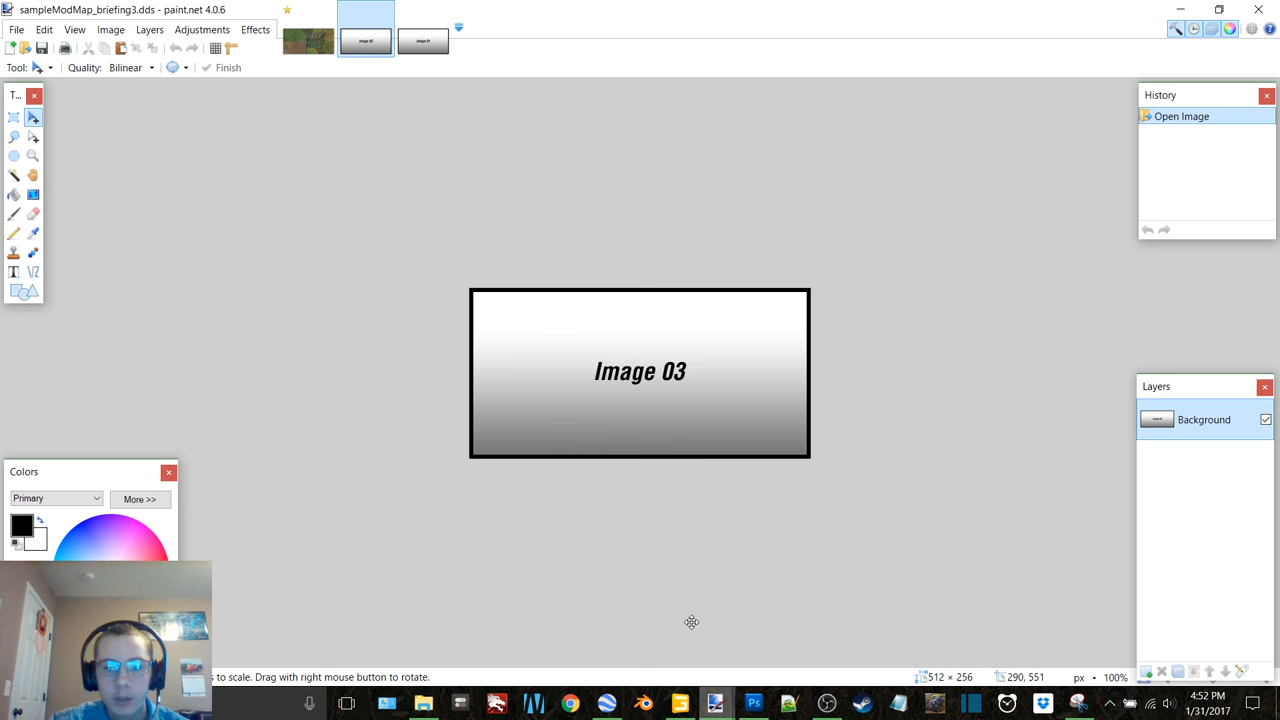 sampleModMap_briefing3.dds - paint.net 4.0.6
File Edit View Image Layers Adjustments Effects
Tool: Quality: Bilinear Finish
T...
History
Open Image
Image 03
Layers
Background
Colors
Primary More >>
s to scale. Drag with right mouse button to rotate.
512 × 256 290, 551 px 100%
4:52 PM
1/31/2017